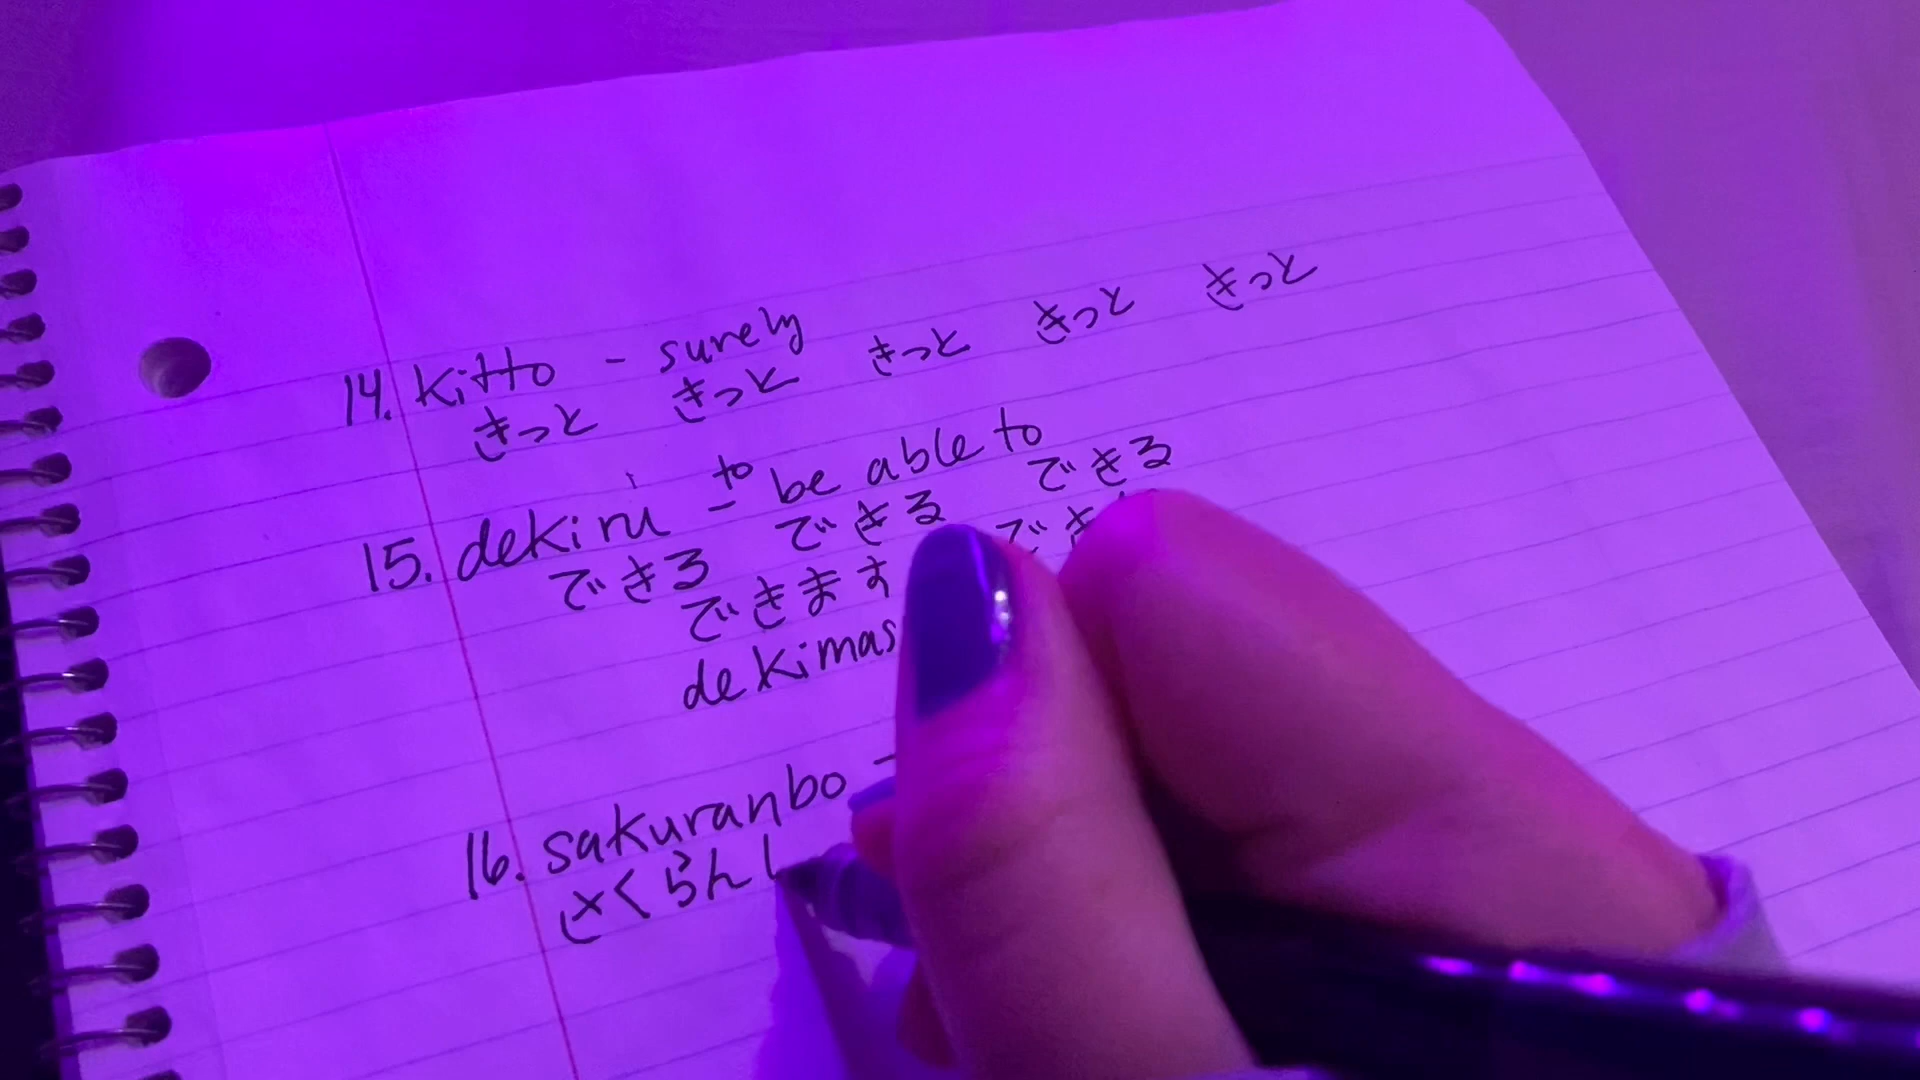 14. kitto - surely
きっと きっと きっと きっと きっと
15. dekiru - to be able to
できる できる できる
できます でき
dekimas
16. sakuranbo -
さくらん